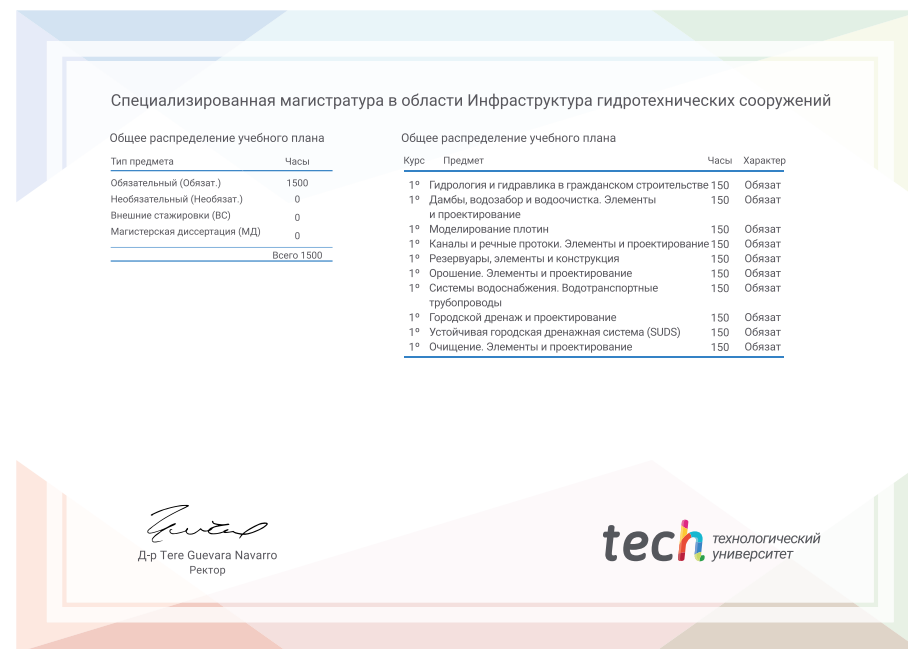 Специализированная магистратура в области Инфраструктура гидротехнических сооружений
Общее распределение учебного плана
Тип предмета Часы
Обязательный (Обязат.) 1500
Необязательный (Необязат.) 0
Внешние стажировки (ВС) 0
Магистерская диссертация (МД) 0
Всего 1500
Общее распределение учебного плана
Курс Предмет Часы Характер
1º Гидрология и гидравлика в гражданском строительстве 150 Обязат
1º Дамбы, водозабор и водоочистка. Элементы 150 Обязат
и проектирование
1º Моделирование плотин 150 Обязат
1º Каналы и речные протоки. Элементы и проектирование 150 Обязат
1º Резервуары, элементы и конструкция 150 Обязат
1º Орошение. Элементы и проектирование 150 Обязат
1º Системы водоснабжения. Водотранспортные 150 Обязат
трубопроводы
1º Городской дренаж и проектирование 150 Обязат
1º Устойчивая городская дренажная система (SUDS) 150 Обязат
1º Очищение. Элементы и проектирование 150 Обязат
Д-р Tere Guevara Navarro
Ректор
tech технологический
университет